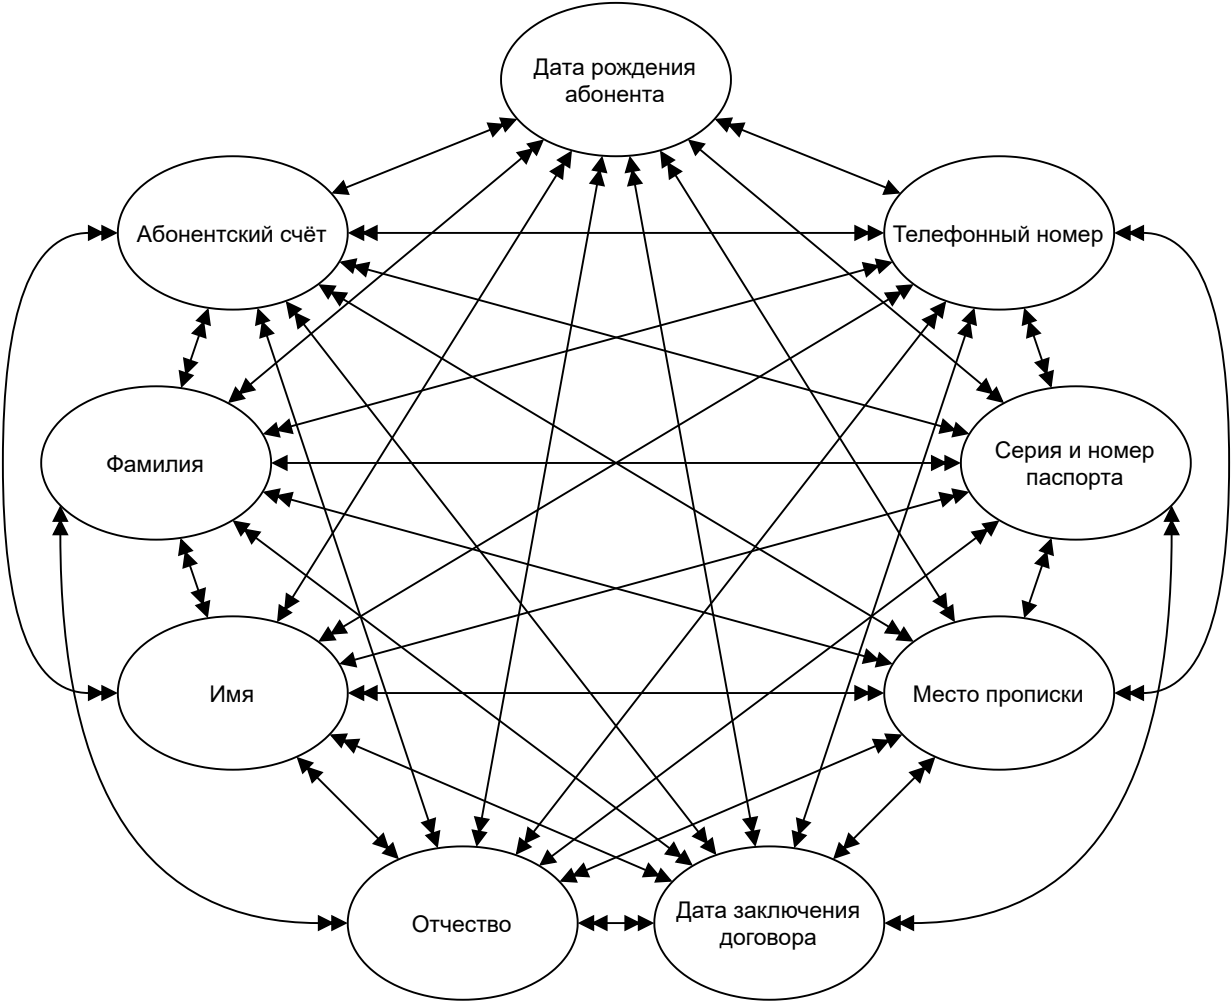 Дата рождения
абонента
Абонентский счёт
Телефонный номер
Фамилия
Серия и номер
паспорта
Имя
Место прописки
Отчество
Дата заключения
договора